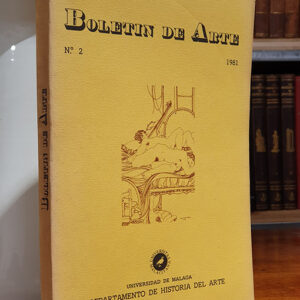 BOLETIN DE ARTE
Nº 2
1981
UNIVERSIDAD DE MALAGA
DEPARTAMENTO DE HISTORIA DEL ARTE
BOLETIN DE ARTE